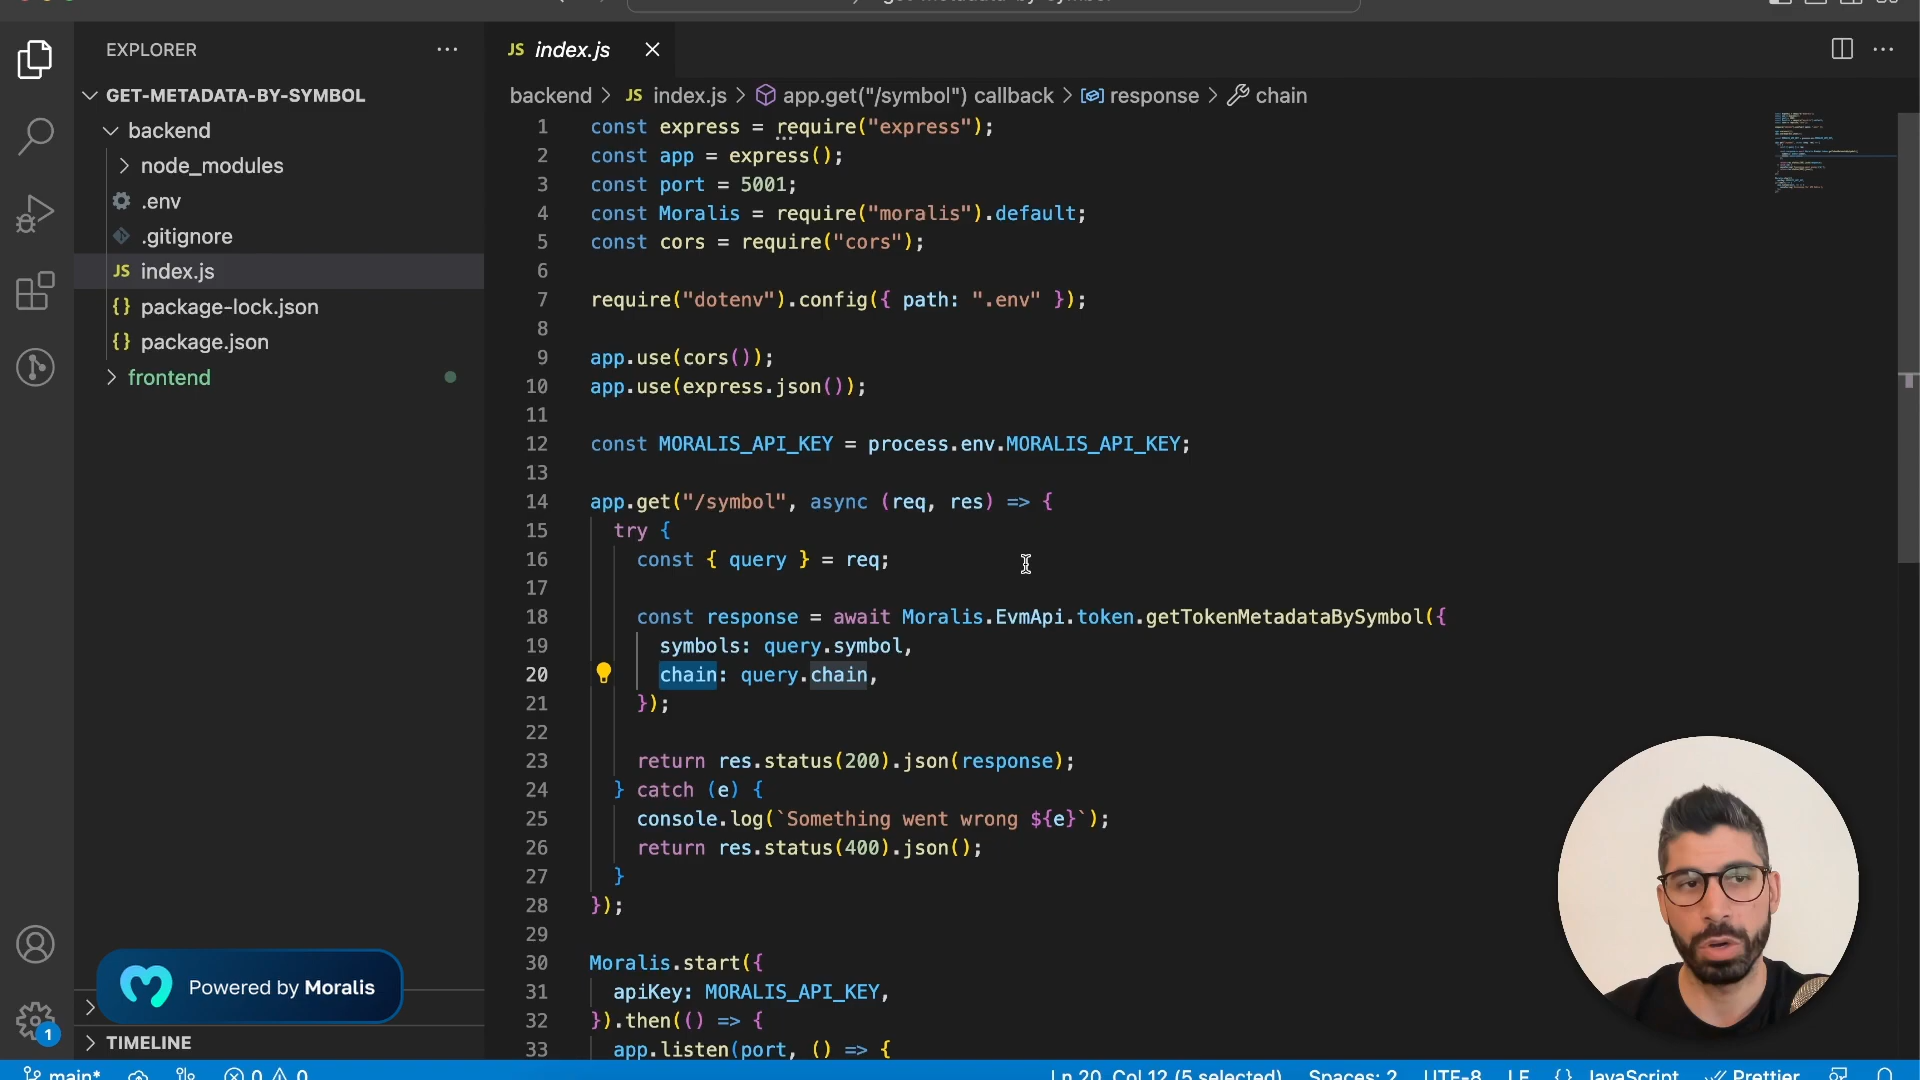 EXPLORER
JS index.js
GET-METADATA-BY-SYMBOL
backend > JS index.js > app.get("/symbol") callback > response > chain
backend
node_modules
.env
.gitignore
JS index.js
{} package-lock.json
{} package.json
frontend
1 const express = require("express");
2 const app = express();
3 const port = 5001;
4 const Moralis = require("moralis").default;
5 const cors = require("cors");
6
7 require("dotenv").config({ path: ".env" });
8
9 app.use(cors());
10 app.use(express.json());
11
12 const MORALIS_API_KEY = process.env.MORALIS_API_KEY;
13
14 app.get("/symbol", async (req, res) => {
15 try {
16 const { query } = req;
17
18 const response = await Moralis.EvmApi.token.getTokenMetadataBySymbol({
19 symbols: query.symbol,
20 chain: query.chain,
21 });
22
23 return res.status(200).json(response);
24 } catch (e) {
25 console.log(`Something went wrong ${e}`);
26 return res.status(400).json();
27 }
28 });
29
30 Moralis.start({
31 apiKey: MORALIS_API_KEY,
32 }).then(() => {
33 app.listen(port, () => {
Powered by Moralis
1
TIMELINE
main* 0 0 Ln 20, Col 12 (5 selected) Spaces: 2 UTF-8 LF {} JavaScript Prettier